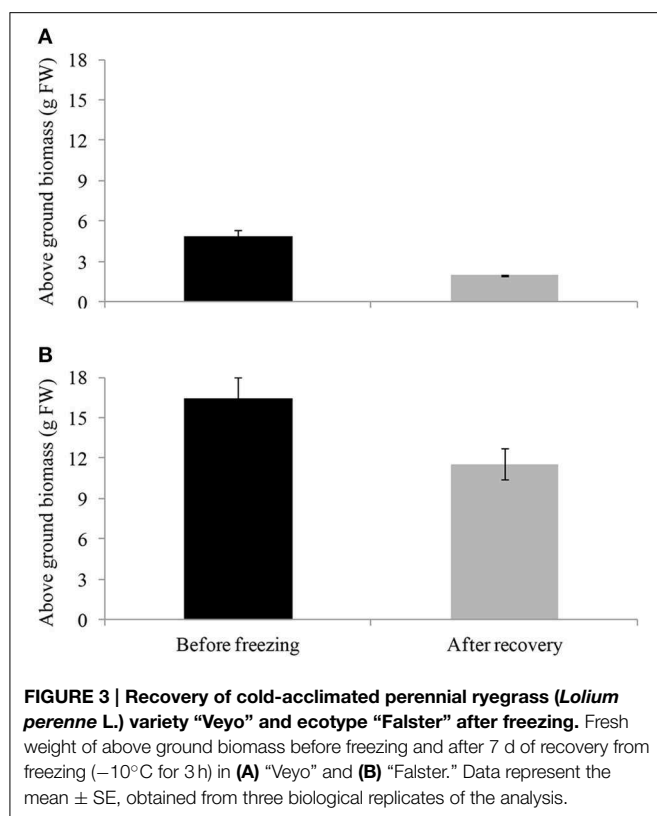 A
Above ground biomass (g FW)
18
15
12
9
6
3
0
B
Above ground biomass (g FW)
18
15
12
9
6
3
0
Before freezing
After recovery
FIGURE 3 | Recovery of cold-acclimated perennial ryegrass (Lolium
perenne L.) variety “Veyo” and ecotype “Falster” after freezing. Fresh
weight of above ground biomass before freezing and after 7 d of recovery from
freezing (−10°C for 3 h) in (A) “Veyo” and (B) “Falster.” Data represent the
mean ± SE, obtained from three biological replicates of the analysis.